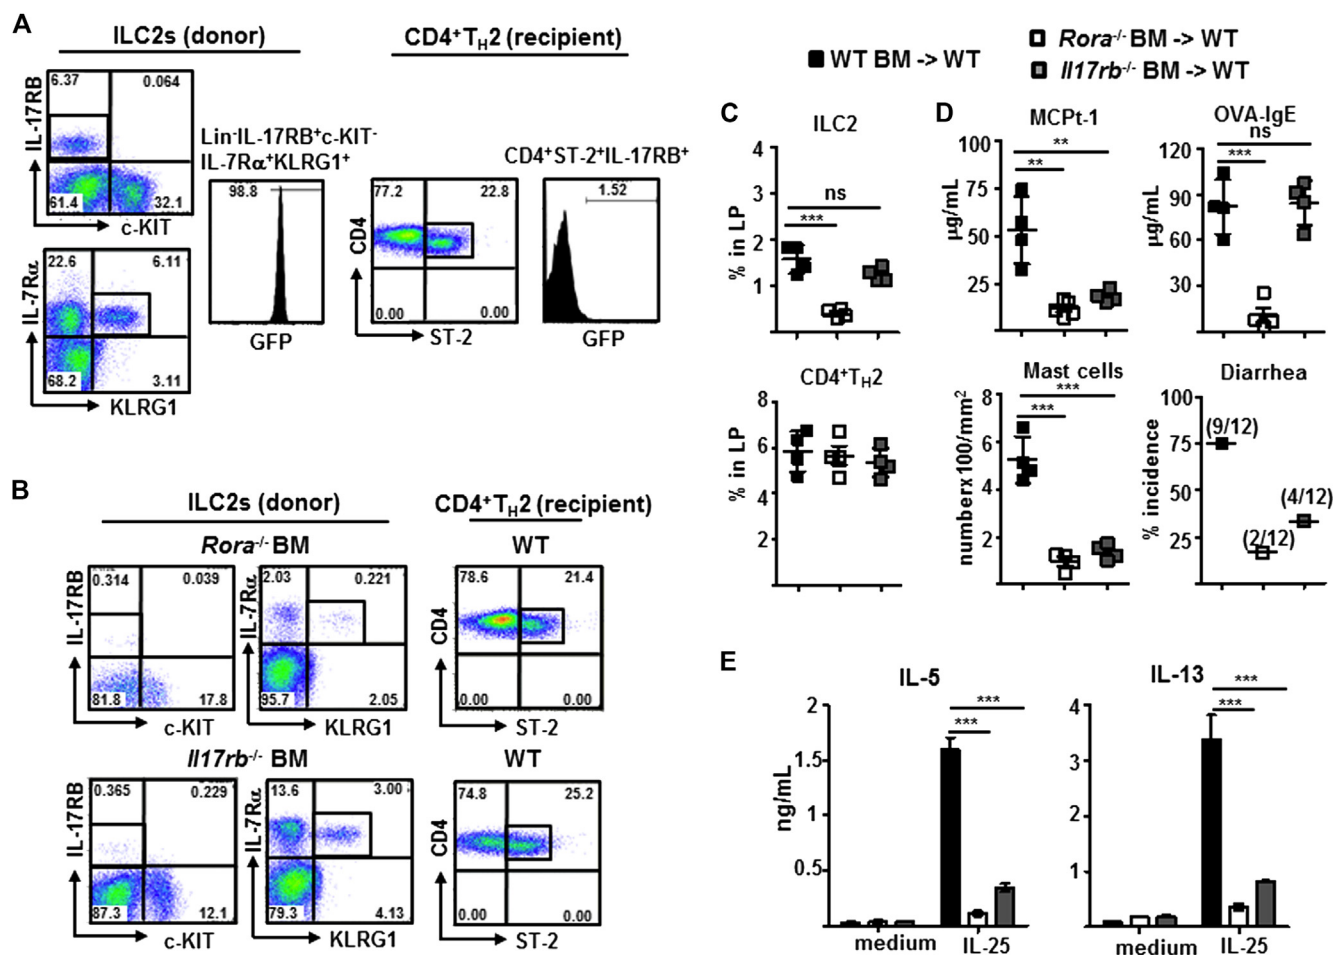 A
ILC2s (donor)
CD4+TH2 (recipient)
IL-17RB
6.37
0.064
61.4
32.1
c-KIT
Lin-IL-17RB+c-KIT-
IL-7Rα+KLRG1+
98.8
GFP
CD4
77.2
22.8
0.00
0.00
ST-2
CD4+ST-2+IL-17RB+
1.52
GFP
IL-7Rα
22.6
6.11
68.2
3.11
KLRG1
B
ILC2s (donor)
CD4+TH2 (recipient)
Rora-/- BM
WT
IL-17RB
0.314
0.039
81.8
17.8
c-KIT
IL-7Rα
2.03
0.221
95.7
2.05
KLRG1
CD4
78.6
21.4
0.00
0.00
ST-2
Il17rb-/- BM
WT
IL-17RB
0.365
0.229
87.3
12.1
c-KIT
IL-7Rα
13.6
3.00
79.3
4.13
KLRG1
CD4
74.8
25.2
0.00
0.00
ST-2
WT BM -> WT
Rora-/- BM -> WT
Il17rb-/- BM -> WT
C
ILC2
% in LP
4
3
2
1
ns
***
CD4+TH2
% in LP
8
6
4
2
D
MCPt-1
µg/mL
100
75
50
25
**
**
OVA-IgE
µg/mL
120
90
60
30
ns
***
Mast cells
numberx100/mm2
8
6
4
2
***
***
Diarrhea
% incidence
100
75
50
25
(9/12)
(2/12)
(4/12)
E
IL-5
ng/mL
2
1.5
1
0.5
***
***
medium
IL-25
IL-13
4
3
2
1
***
***
medium
IL-25